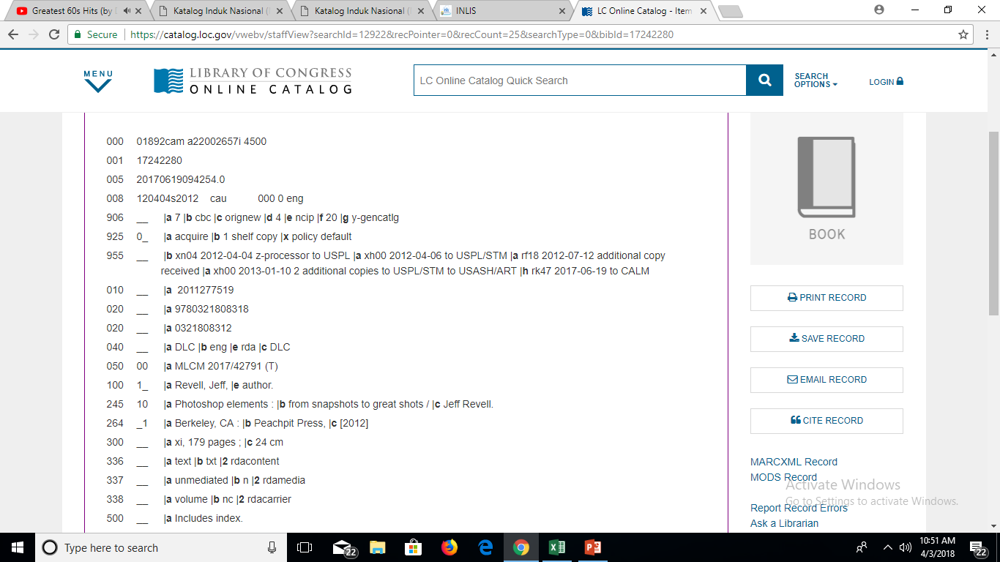 Greatest 60s Hits (by
Katalog Induk Nasional (
Katalog Induk Nasional (
INLIS
LC Online Catalog - Item
Secure
https://catalog.loc.gov/vwebv/staffView?searchId=12922&recPointer=0&recCount=25&searchType=0&bibId=17242280
MENU
LIBRARY OF CONGRESS
ONLINE CATALOG
LC Online Catalog Quick Search
SEARCH
OPTIONS
LOGIN
000 01892cam a22002657i 4500
001 17242280
005 20170619094254.0
008 120404s2012 cau 000 0 eng
906 __ |a 7 |b cbc |c orignew |d 4 |e ncip |f 20 |g y-gencatlg
925 0_ |a acquire |b 1 shelf copy |x policy default
955 __ |b xn04 2012-04-04 z-processor to USPL |a xh00 2012-04-06 to USPL/STM |a rf18 2012-07-12 additional copy
received |a xh00 2013-01-10 2 additional copies to USPL/STM to USASH/ART |h rk47 2017-06-19 to CALM
010 __ |a 2011277519
020 __ |a 9780321808318
020 __ |a 0321808312
040 __ |a DLC |b eng |e rda |c DLC
050 00 |a MLCM 2017/42791 (T)
100 1_ |a Revell, Jeff, |e author.
245 10 |a Photoshop elements : |b from snapshots to great shots / |c Jeff Revell.
264 _1 |a Berkeley, CA : |b Peachpit Press, |c [2012]
300 __ |a xi, 179 pages ; |c 24 cm
336 __ |a text |b txt |2 rdacontent
337 __ |a unmediated |b n |2 rdamedia
338 __ |a volume |b nc |2 rdacarrier
500 __ |a Includes index.
BOOK
PRINT RECORD
SAVE RECORD
EMAIL RECORD
CITE RECORD
MARCXML Record
MODS Record
Activate Windows
Go to Settings to activate Windows.
Report Record Errors
Ask a Librarian
Type here to search
22
10:51 AM
4/3/2018
22